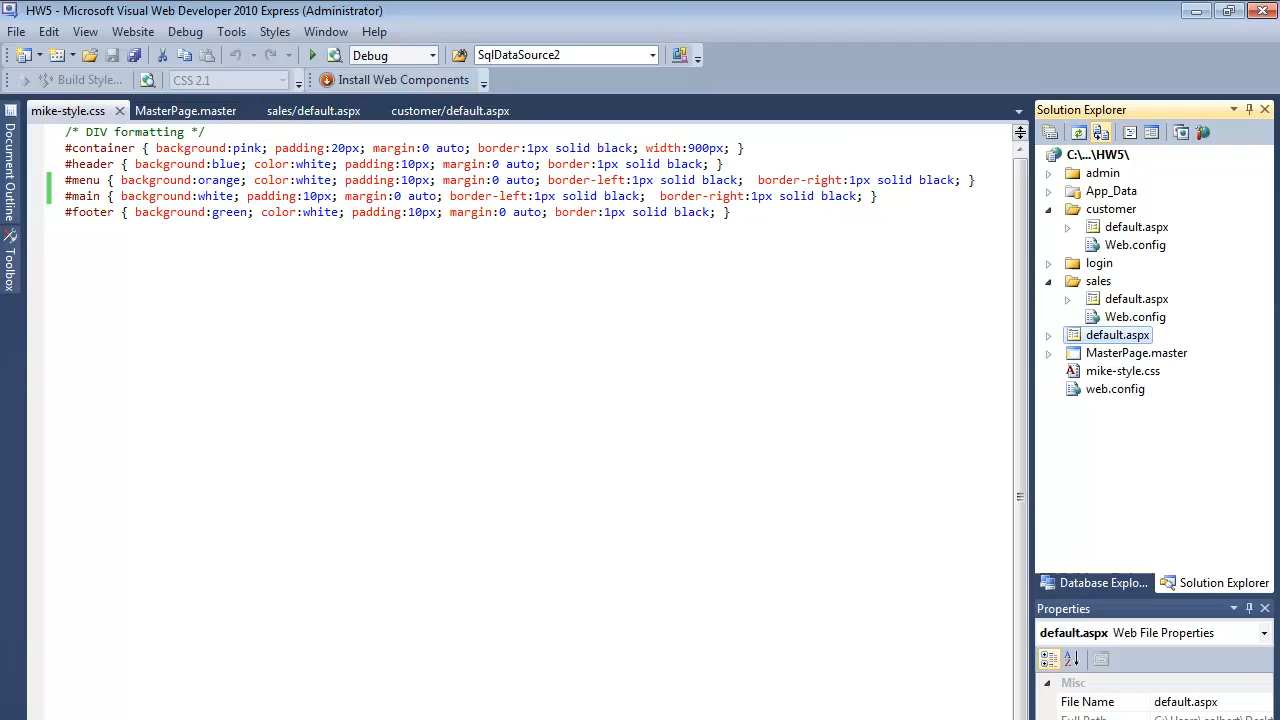 HW5 - Microsoft Visual Web Developer 2010 Express (Administrator)
File Edit View Website Debug Tools Styles Window Help
Debug SqlDataSource2
Build Style... CSS 2.1 Install Web Components
mike-style.css MasterPage.master sales/default.aspx customer/default.aspx
Document Outline
Toolbox
/* DIV formatting */
#container { background:pink; padding:20px; margin:0 auto; border:1px solid black; width:900px; }
#header { background:blue; color:white; padding:10px; margin:0 auto; border:1px solid black; }
#menu { background:orange; color:white; padding:10px; margin:0 auto; border-left:1px solid black;  border-right:1px solid black; }
#main { background:white; padding:10px; margin:0 auto; border-left:1px solid black;  border-right:1px solid black; }
#footer { background:green; color:white; padding:10px; margin:0 auto; border:1px solid black; }
Solution Explorer
C:\...\HW5\
admin
App_Data
customer
default.aspx
Web.config
login
sales
default.aspx
Web.config
default.aspx
MasterPage.master
mike-style.css
web.config
Database Explo... Solution Explorer
Properties
default.aspx Web File Properties
Misc
File Name default.aspx